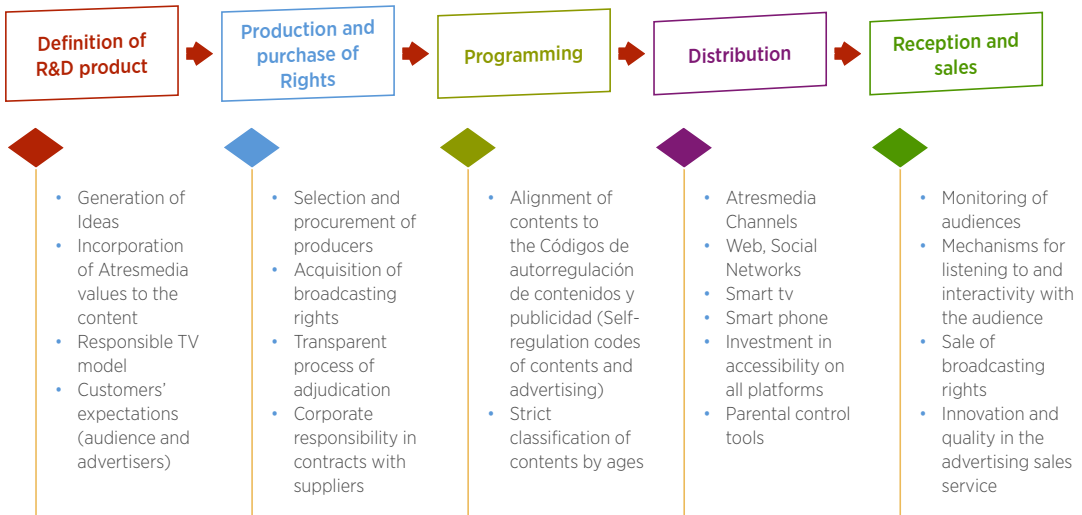 Definition of
R&D product
Production and
purchase of
Rights
Programming
Distribution
Reception and
sales
• Generation of
Ideas
• Incorporation
of Atresmedia
values to the
content
• Responsible TV
model
• Customers’
expectations
(audience and
advertisers)
• Selection and
procurement of
producers
• Acquisition of
broadcasting
rights
• Transparent
process of
adjudication
• Corporate
responsibility in
contracts with
suppliers
• Alignment of
contents to
the Códigos de
autorregulación
de contenidos y
publicidad (Self-
regulation codes
of contents and
advertising)
• Strict
classification of
contents by ages
• Atresmedia
Channels
• Web, Social
Networks
• Smart tv
• Smart phone
• Investment in
accessibility on
all platforms
• Parental control
tools
• Monitoring of
audiences
• Mechanisms for
listening to and
interactivity with
the audience
• Sale of
broadcasting
rights
• Innovation and
quality in the
advertising sales
service